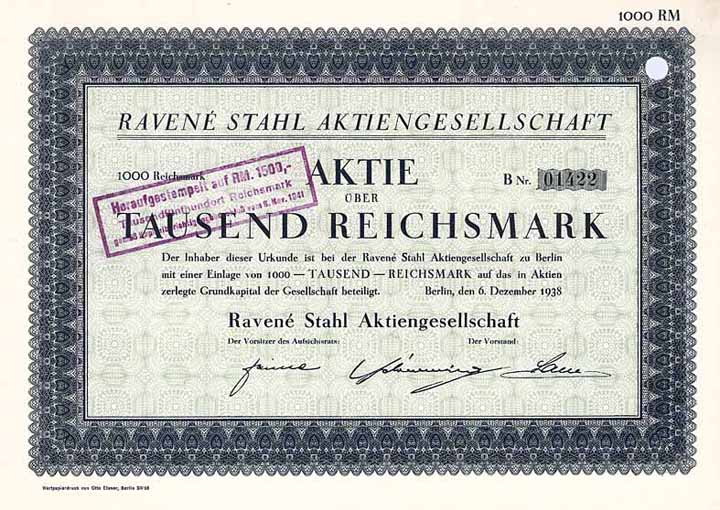 1000 RM
RAVENÉ STAHL AKTIENGESELLSCHAFT
1000 Reichsmark
AKTIE
B Nr. 01422
ÜBER
Heraufgestempelt auf RM. 1500,-
Reichsmark
Nov. 1941
TAUSEND REICHSMARK
Der Inhaber dieser Urkunde ist bei der Ravené Stahl Aktiengesellschaft zu Berlin
mit einer Einlage von 1000 — TAUSEND — REICHSMARK auf das in Aktien
zerlegte Grundkapital der Gesellschaft beteiligt. Berlin, den 6. Dezember 1938
Ravené Stahl Aktiengesellschaft
Der Vorsitzer des Aufsichtsrats: Der Vorstand:
Wertpapierdruck von Otto Elsner, Berlin SW 68